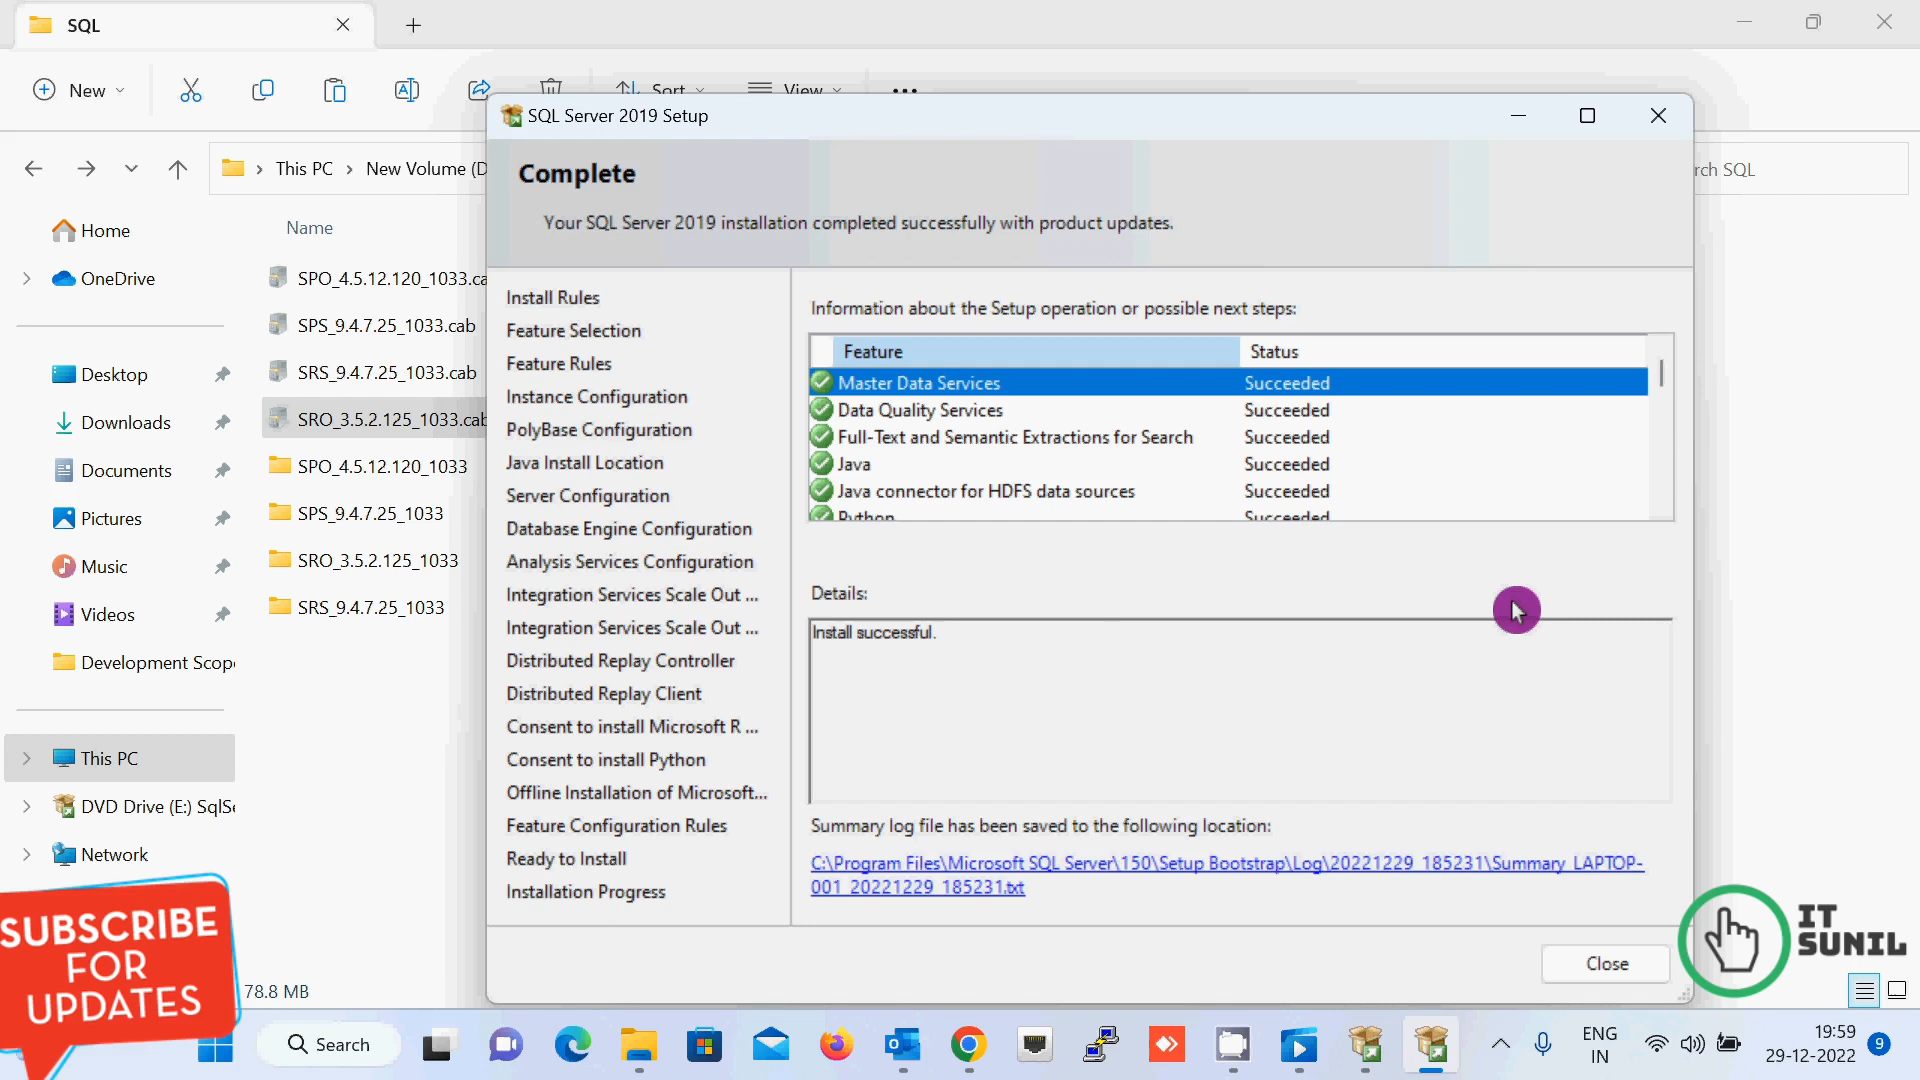 SQL
New
Sort
View
SQL Server 2019 Setup
This PC
New Volume (D
rch SQL
Complete
Your SQL Server 2019 installation completed successfully with product updates.
Home
OneDrive
Desktop
Downloads
Documents
Pictures
Music
Videos
Development Scop
This PC
DVD Drive (E:) SqlSe
Network
Name
SPO_4.5.12.120_1033.ca
SPS_9.4.7.25_1033.cab
SRS_9.4.7.25_1033.cab
SRO_3.5.2.125_1033.cab
SPO_4.5.12.120_1033
SPS_9.4.7.25_1033
SRO_3.5.2.125_1033
SRS_9.4.7.25_1033
Install Rules
Feature Selection
Feature Rules
Instance Configuration
PolyBase Configuration
Java Install Location
Server Configuration
Database Engine Configuration
Analysis Services Configuration
Integration Services Scale Out ...
Integration Services Scale Out ...
Distributed Replay Controller
Distributed Replay Client
Consent to install Microsoft R ...
Consent to install Python
Offline Installation of Microsoft...
Feature Configuration Rules
Ready to Install
Installation Progress
Information about the Setup operation or possible next steps:
Feature Status
Master Data Services Succeeded
Data Quality Services Succeeded
Full-Text and Semantic Extractions for Search Succeeded
Java Succeeded
Java connector for HDFS data sources Succeeded
Python Succeeded
Details:
Install successful.
Summary log file has been saved to the following location:
C:\Program Files\Microsoft SQL Server\150\Setup Bootstrap\Log\20221229_185231\Summary_LAPTOP-
001_20221229_185231.txt
Close
SUBSCRIBE
FOR
UPDATES
78.8 MB
IT
SUNIL
Search
ENG
IN
19:59
29-12-2022
9